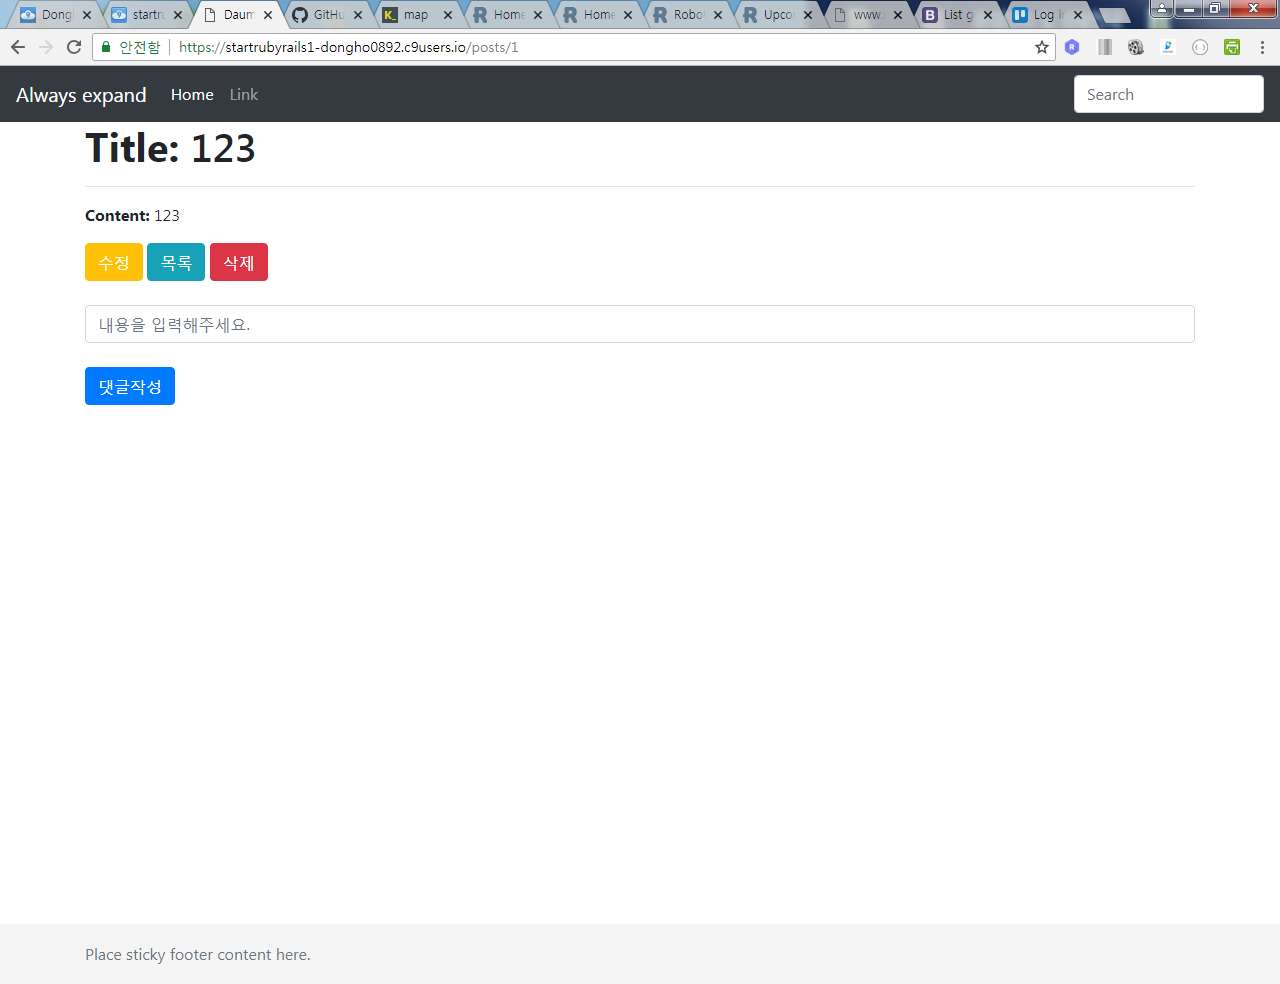 Dongl startru Daum GitHu map Home Home Robo Upcor www. List g Log i
안전함 https://startrubyrails1-dongho0892.c9users.io/posts/1
Always expand Home Link Search
Title: 123
Content: 123
수정 목록 삭제
내용을 입력해주세요.
댓글작성
Place sticky footer content here.